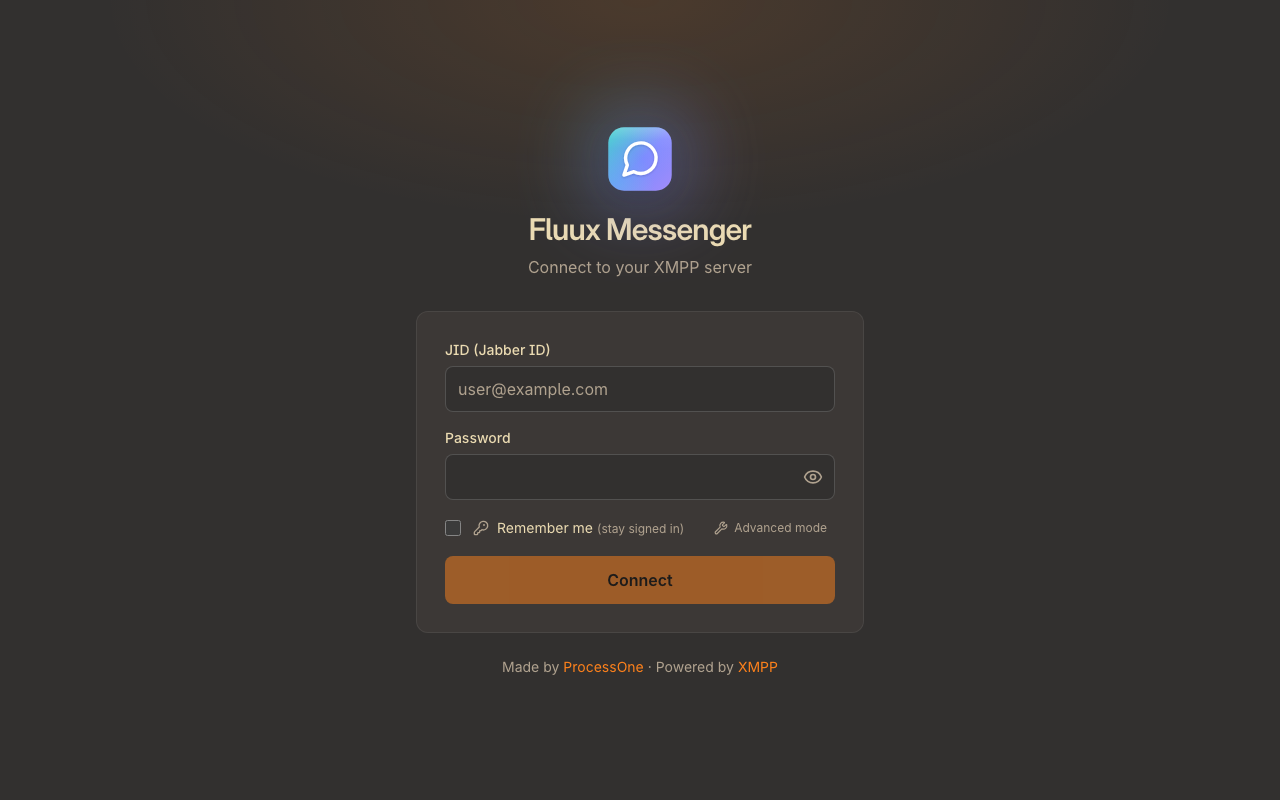 Fluux Messenger
Connect to your XMPP server
JID (Jabber ID)
user@example.com
Password
Remember me (stay signed in) Advanced mode
Connect
Made by ProcessOne · Powered by XMPP